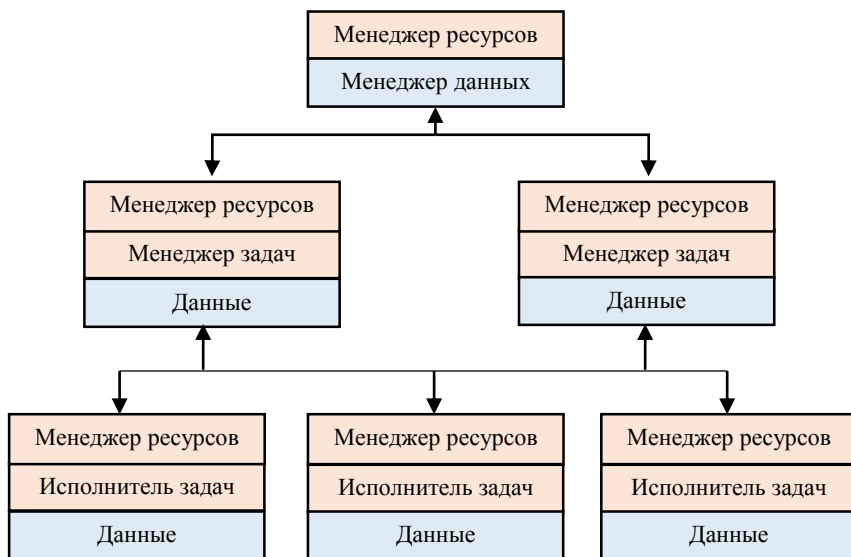 Менеджер ресурсов
Менеджер данных
Менеджер ресурсов
Менеджер задач
Данные
Менеджер ресурсов
Менеджер задач
Данные
Менеджер ресурсов
Исполнитель задач
Данные
Менеджер ресурсов
Исполнитель задач
Данные
Менеджер ресурсов
Исполнитель задач
Данные